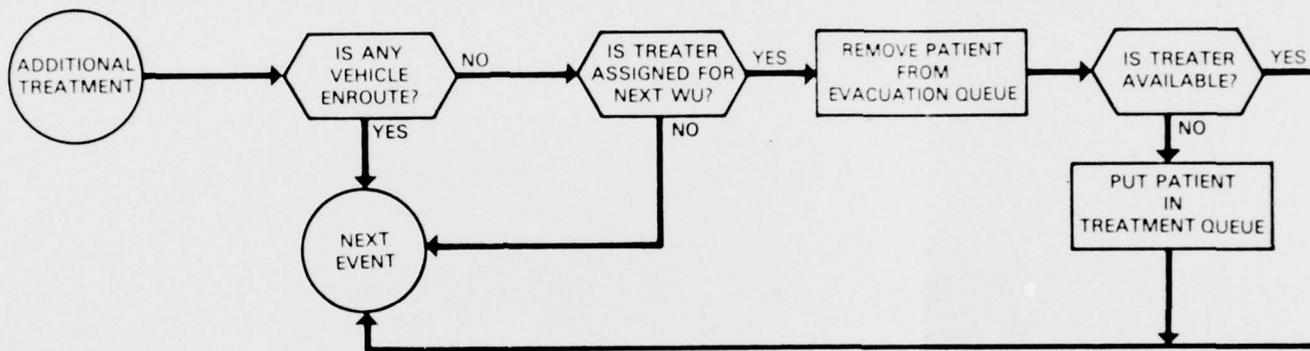 ADDITIONAL
TREATMENT
IS ANY
VEHICLE
ENROUTE?
NO
YES
IS TREATER
ASSIGNED FOR
NEXT WU?
YES
NO
REMOVE PATIENT
FROM
EVACUATION QUEUE
IS TREATER
AVAILABLE?
YES
NO
PUT PATIENT
IN
TREATMENT QUEUE
NEXT
EVENT